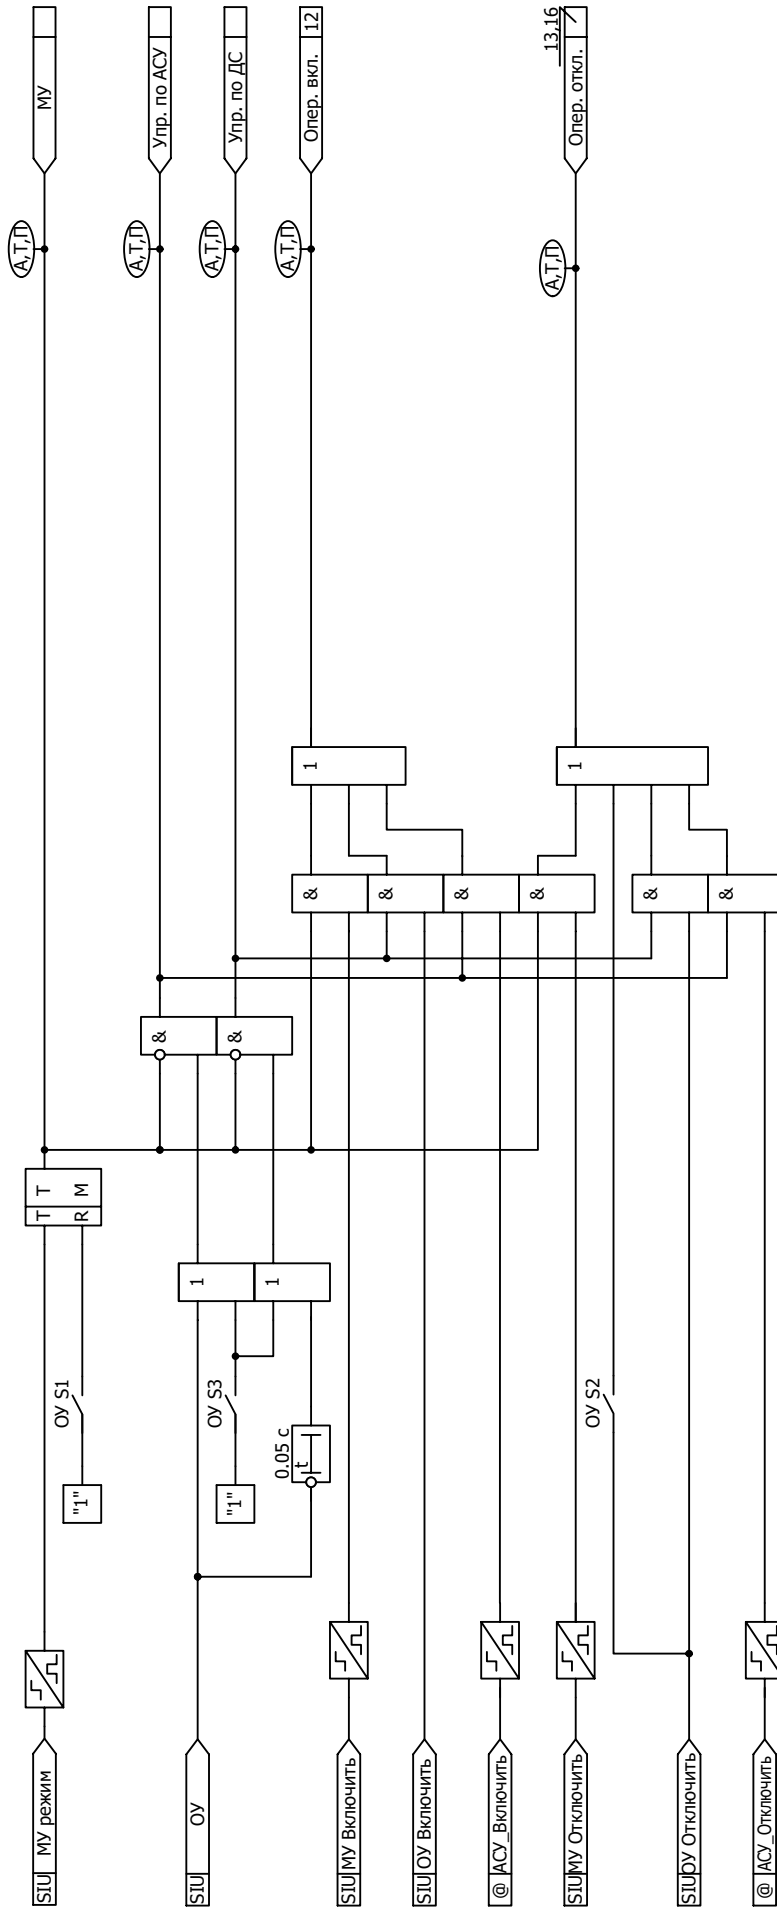 SIU МУ режим
"1"
ОУ S1
T T
R M
А,Т,П
МУ
SIU ОУ
"1"
ОУ S3
0.05 с
t
1
1
&
&
А,Т,П
Упр. по АСУ
А,Т,П
Упр. по ДС
SIU МУ Включить
SIU ОУ Включить
@ АСУ_Включить
&
&
&
&
1
А,Т,П
Опер. вкл. 12
SIU МУ Отключить
SIU ОУ Отключить
@ АСУ_Отключить
ОУ S2
&
&
1
А,Т,П
Опер. откл.
13,16